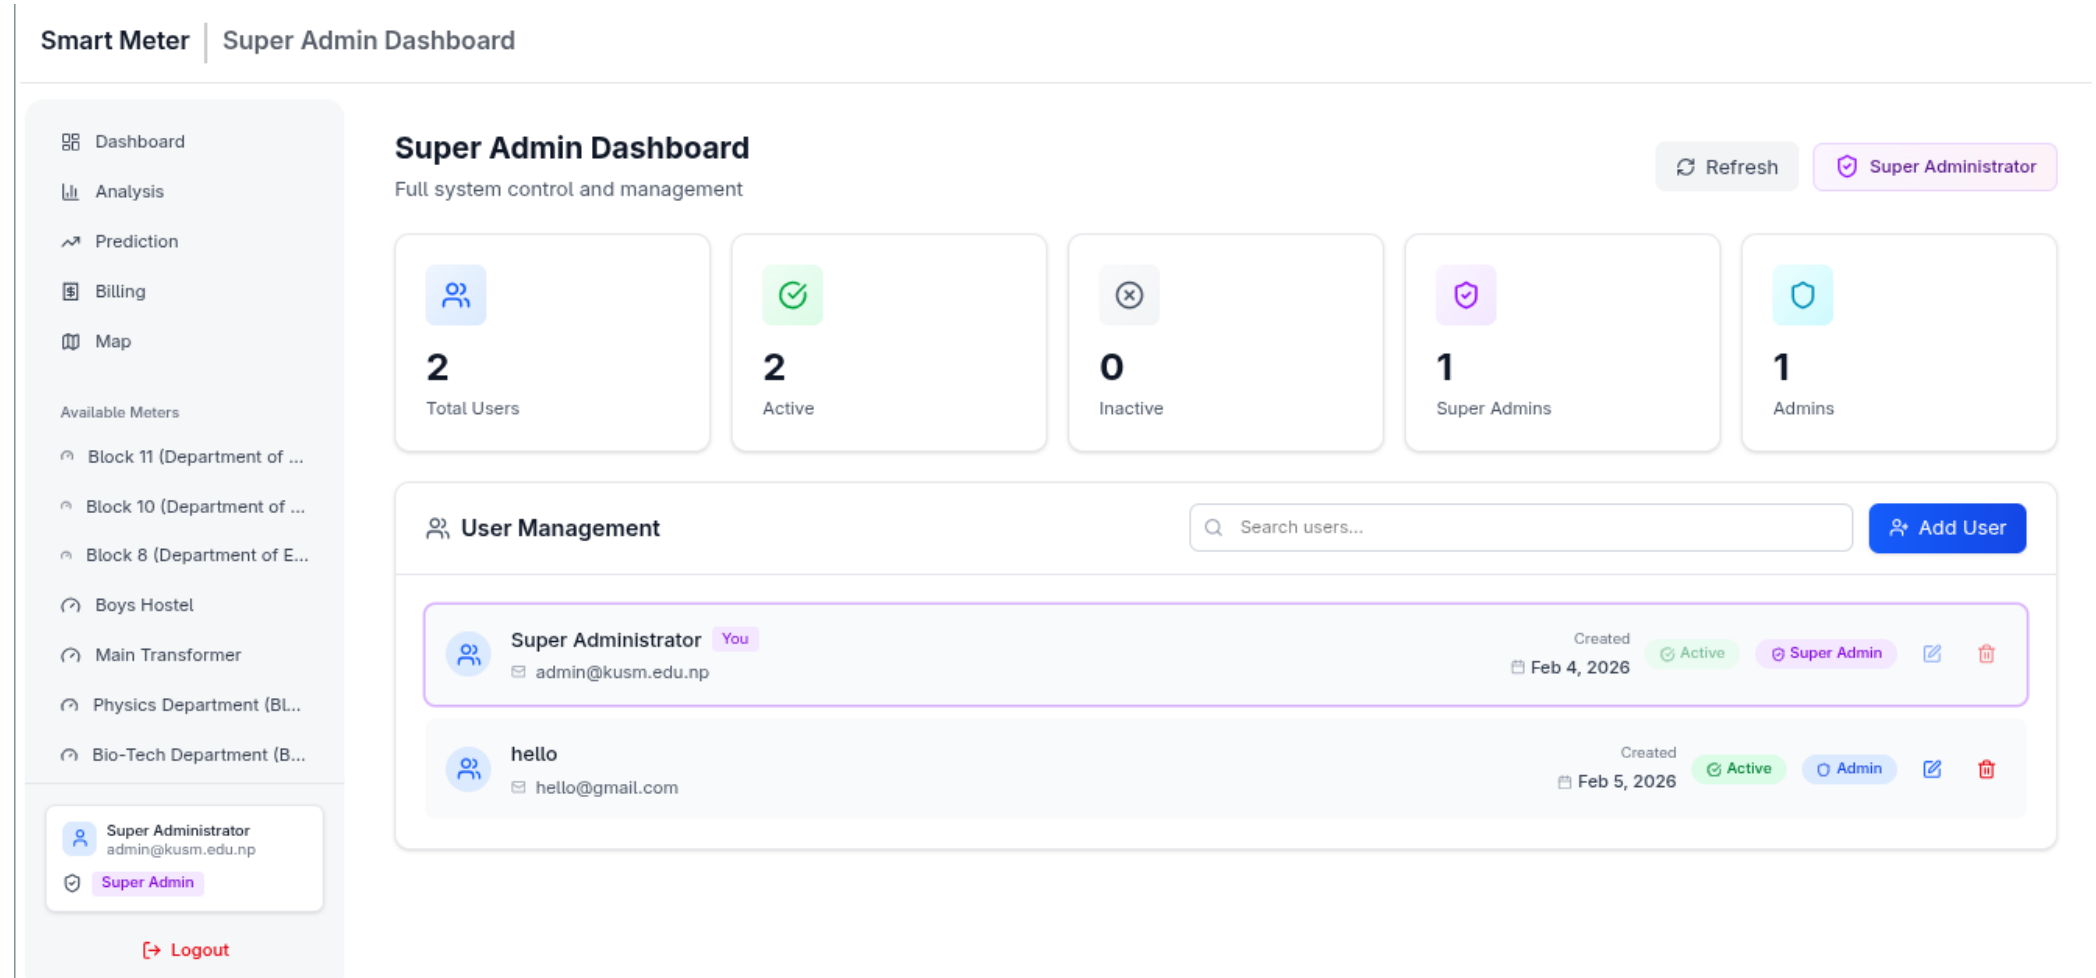 Smart Meter
Super Admin Dashboard
Dashboard
Analysis
Prediction
Billing
Map
Available Meters
Block 11 (Department of ...
Block 10 (Department of ...
Block 8 (Department of E...
Boys Hostel
Main Transformer
Physics Department (Bl...
Bio-Tech Department (B...
Super Administrator
admin@kusm.edu.np
Super Admin
Logout
Super Admin Dashboard
Full system control and management
Refresh
Super Administrator
2
Total Users
2
Active
0
Inactive
1
Super Admins
1
Admins
User Management
Search users...
Add User
Super Administrator You
admin@kusm.edu.np
Created
Feb 4, 2026
Active
Super Admin
hello
hello@gmail.com
Created
Feb 5, 2026
Active
Admin